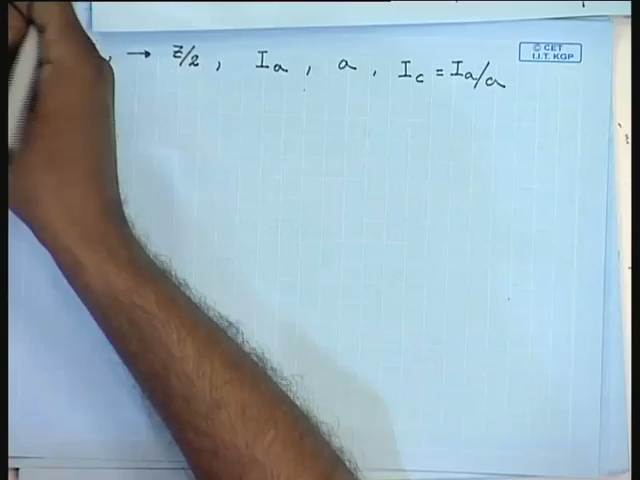 , → z/2 , Ia , a , Ic = Ia/a
© CET
I.I.T. KGP